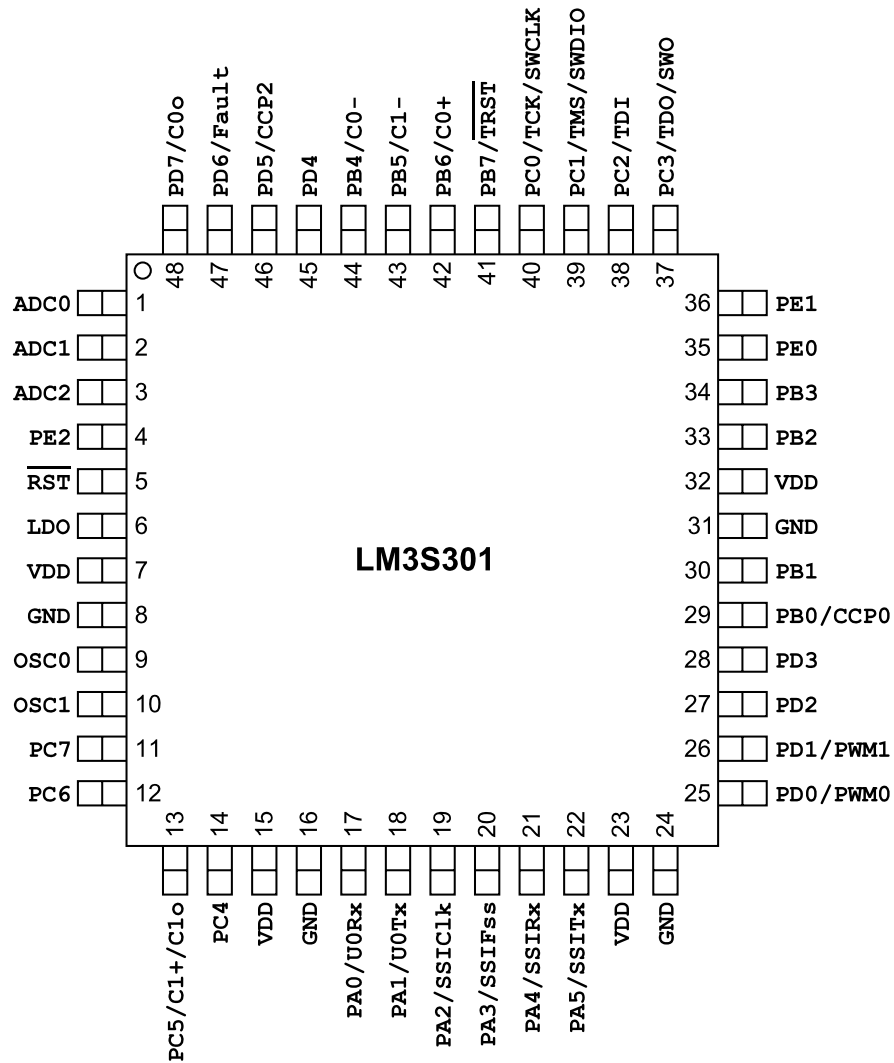 PD7/C0o
PD6/Fault
PD5/CCP2
PD4
PB4/C0-
PB5/C1-
PB6/C0+
PB7/TRST
PC0/TCK/SWCLK
PC1/TMS/SWDIO
PC2/TDI
PC3/TDO/SWO
48
47
46
45
44
43
42
41
40
39
38
37
ADC0 1
ADC1 2
ADC2 3
PE2 4
RST 5
LDO 6
VDD 7
GND 8
OSC0 9
OSC1 10
PC7 11
PC6 12
LM3S301
36 PE1
35 PE0
34 PB3
33 PB2
32 VDD
31 GND
30 PB1
29 PB0/CCP0
28 PD3
27 PD2
26 PD1/PWM1
25 PD0/PWM0
13
14
15
16
17
18
19
20
21
22
23
24
PC5/C1+/C1o
PC4
VDD
GND
PA0/U0Rx
PA1/U0Tx
PA2/SSIClk
PA3/SSIFss
PA4/SSIRx
PA5/SSITx
VDD
GND